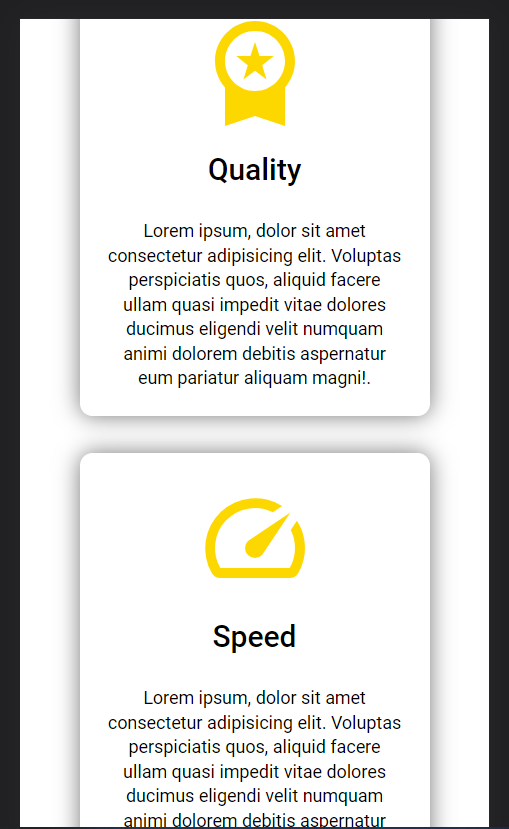 Quality
Lorem ipsum, dolor sit amet
consectetur adipisicing elit. Voluptas
perspiciatis quos, aliquid facere
ullam quasi impedit vitae dolores
ducimus eligendi velit numquam
animi dolorem debitis aspernatur
eum pariatur aliquam magni!.
Speed
Lorem ipsum, dolor sit amet
consectetur adipisicing elit. Voluptas
perspiciatis quos, aliquid facere
ullam quasi impedit vitae dolores
ducimus eligendi velit numquam
animi dolorem debitis aspernatur